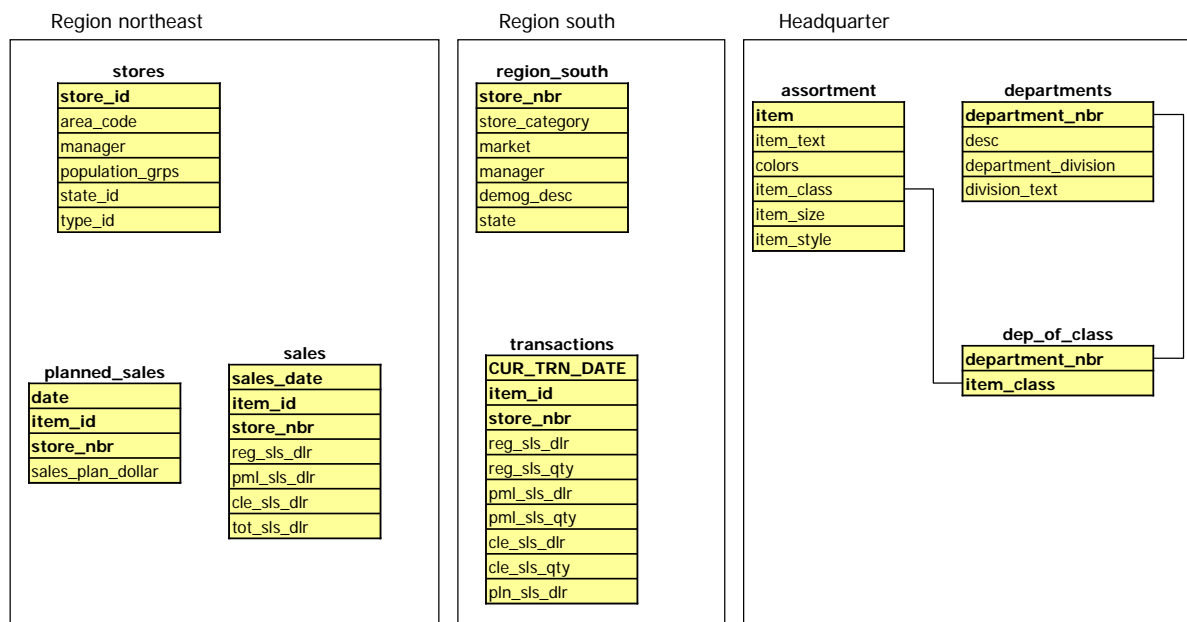 Region northeast
stores
store_id
area_code
manager
population_grps
state_id
type_id
planned_sales
date
item_id
store_nbr
sales_plan_dollar
sales
sales_date
item_id
store_nbr
reg_sls_dlr
pml_sls_dlr
cle_sls_dlr
tot_sls_dlr
Region south
region_south
store_nbr
store_category
market
manager
demog_desc
state
transactions
CUR_TRN_DATE
item_id
store_nbr
reg_sls_dlr
reg_sls_qty
pml_sls_dlr
pml_sls_qty
cle_sls_dlr
cle_sls_qty
pln_sls_dlr
Headquarter
assortment
item
item_text
colors
item_class
item_size
item_style
departments
department_nbr
desc
department_division
division_text
dep_of_class
department_nbr
item_class